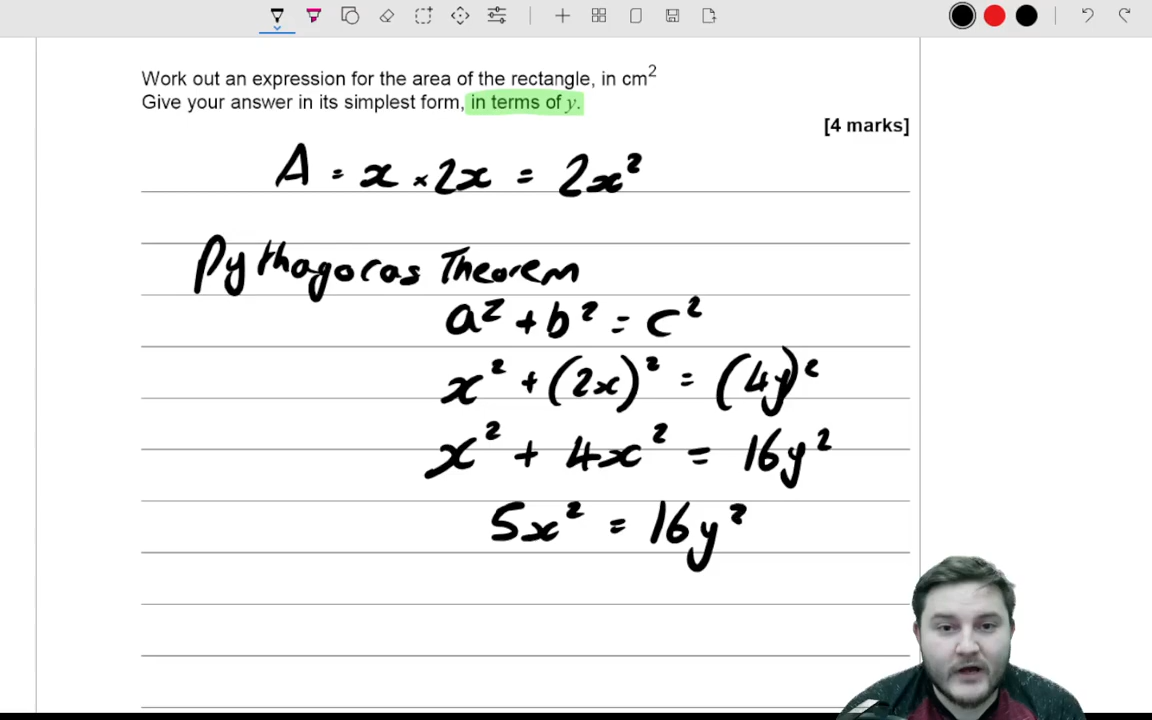 Work out an expression for the area of the rectangle, in cm²
Give your answer in its simplest form, in terms of y.
[4 marks]
A = x × 2x = 2x²
Pythagoras Theorem
a² + b² = c²
x² + (2x)² = (4y)²
x² + 4x² = 16y²
5x² = 16y²